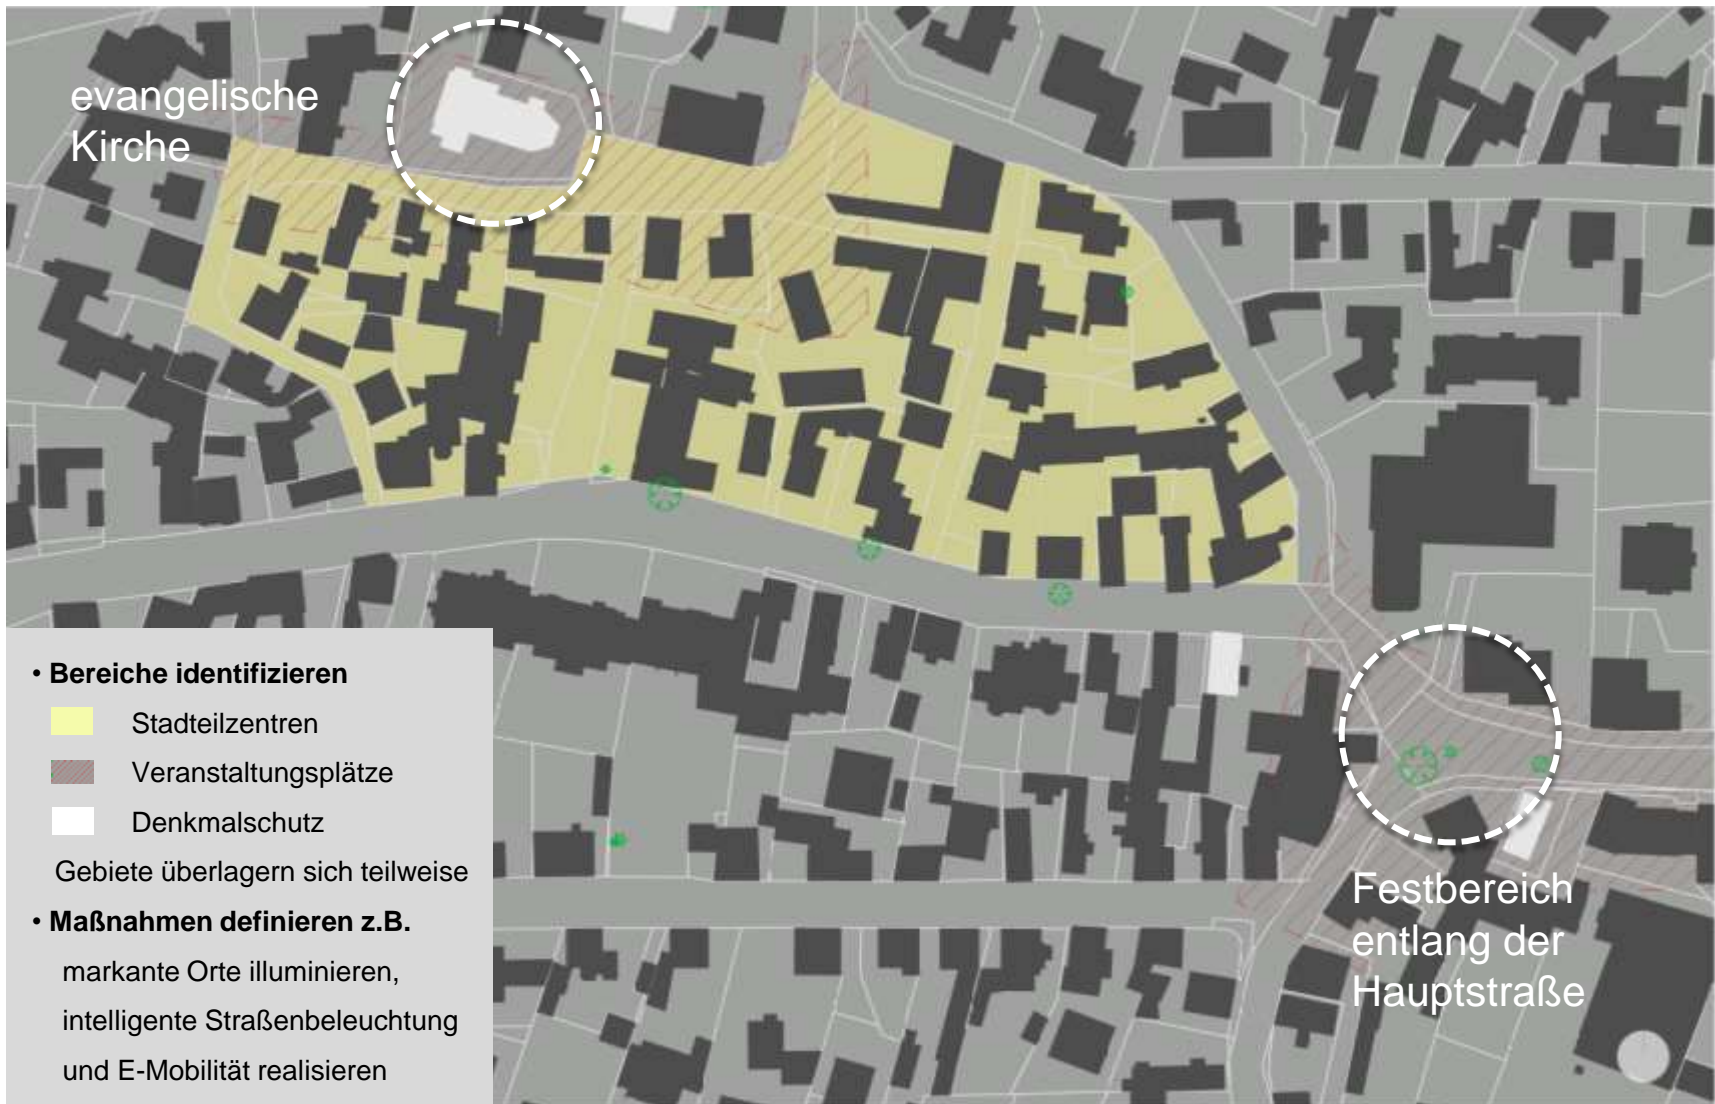 evangelische
Kirche
• Bereiche identifizieren
Stadteilzentren
Veranstaltungsplätze
Denkmalschutz
Gebiete überlagern sich teilweise
• Maßnahmen definieren z.B.
markante Orte illuminieren,
intelligente Straßenbeleuchtung
und E-Mobilität realisieren
Festbereich
entlang der
Hauptstraße